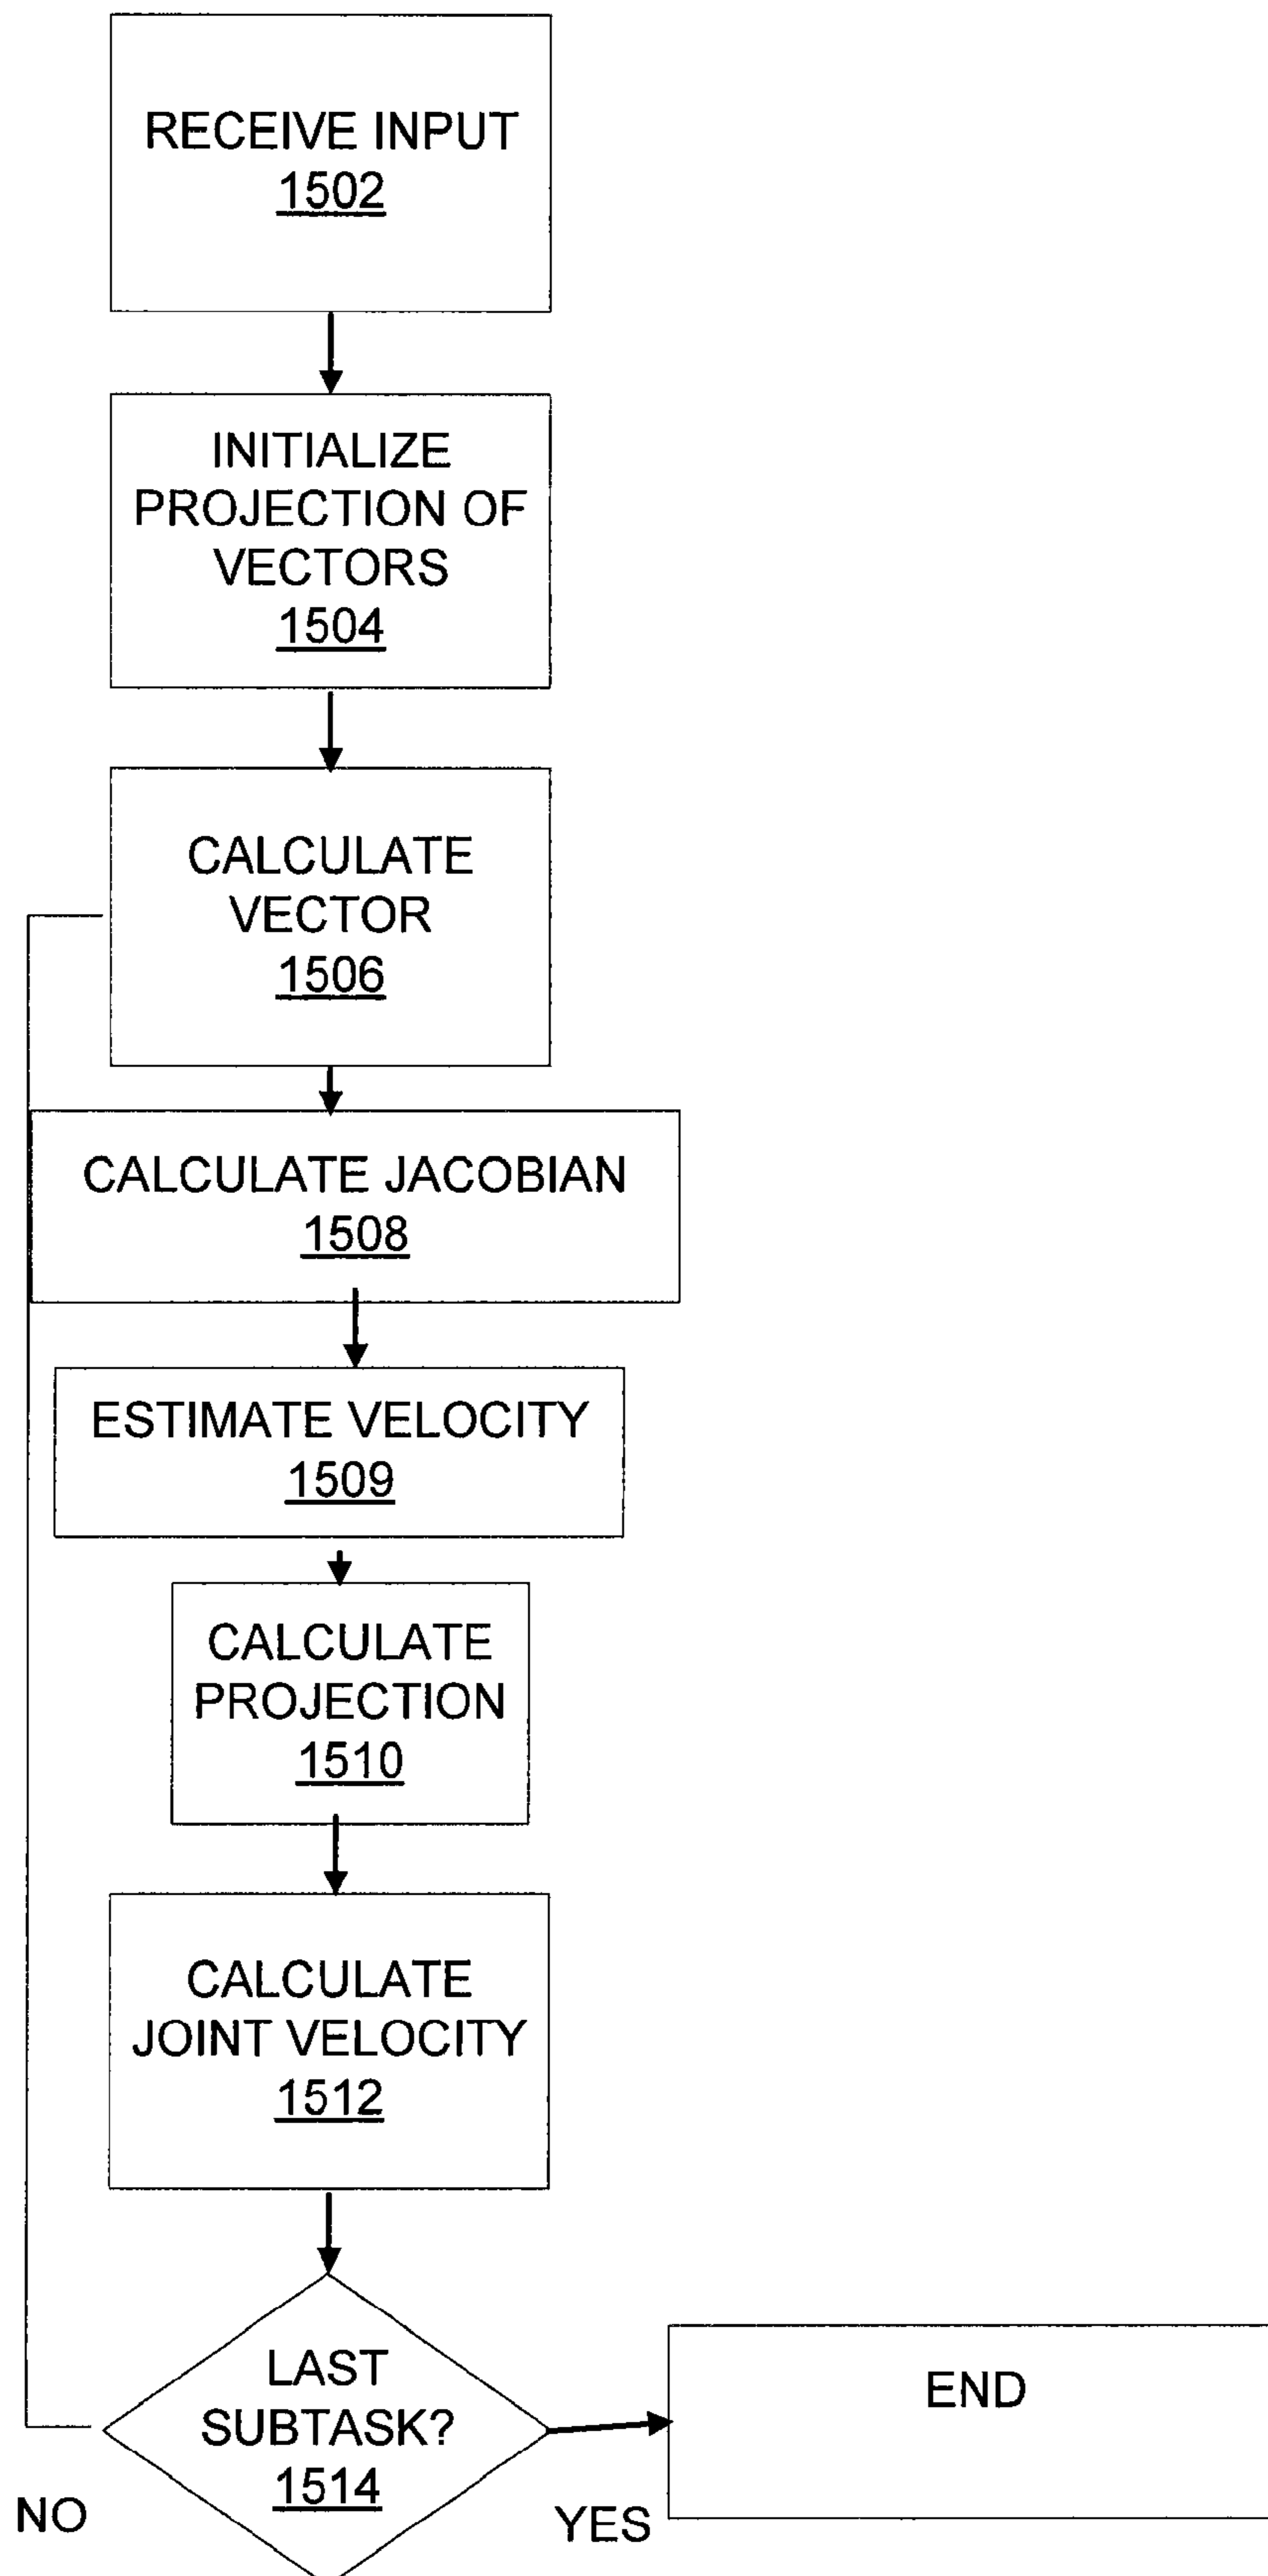 RECEIVE INPUT
1502
INITIALIZE
PROJECTION OF
VECTORS
1504
CALCULATE
VECTOR
1506
CALCULATE JACOBIAN
1508
ESTIMATE VELOCITY
1509
CALCULATE
PROJECTION
1510
CALCULATE
JOINT VELOCITY
1512
LAST
SUBTASK?
1514
END
NO
YES